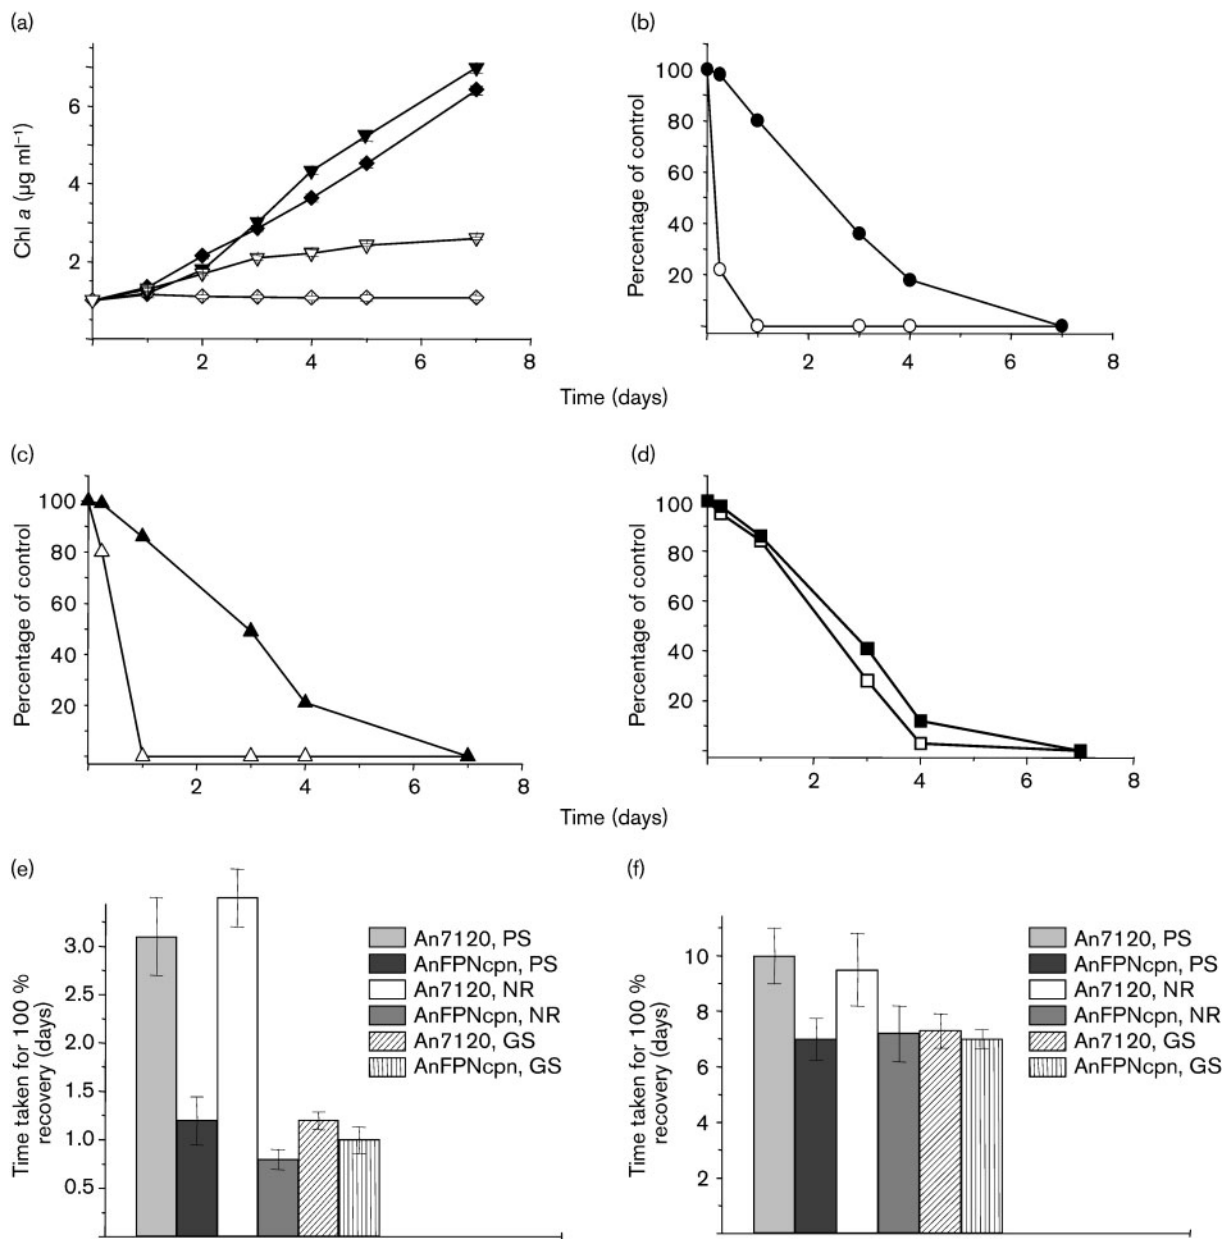 (a)
(b)
6
4
2
Chl a (µg ml⁻¹)
2 4 6 8
100
80
60
40
20
Percentage of control
2 4 6 8
Time (days)
(c)
(d)
100
80
60
40
20
Percentage of control
2 4 6 8
100
80
60
40
20
Percentage of control
2 4 6 8
Time (days)
(e)
(f)
3.0
2.5
2.0
1.5
1.0
0.5
Time taken for 100 %
recovery (days)
An7120, PS
AnFPNcpn, PS
An7120, NR
AnFPNcpn, NR
An7120, GS
AnFPNcpn, GS
10
8
6
4
2
Time taken for 100 %
recovery (days)
An7120, PS
AnFPNcpn, PS
An7120, NR
AnFPNcpn, NR
An7120, GS
AnFPNcpn, GS